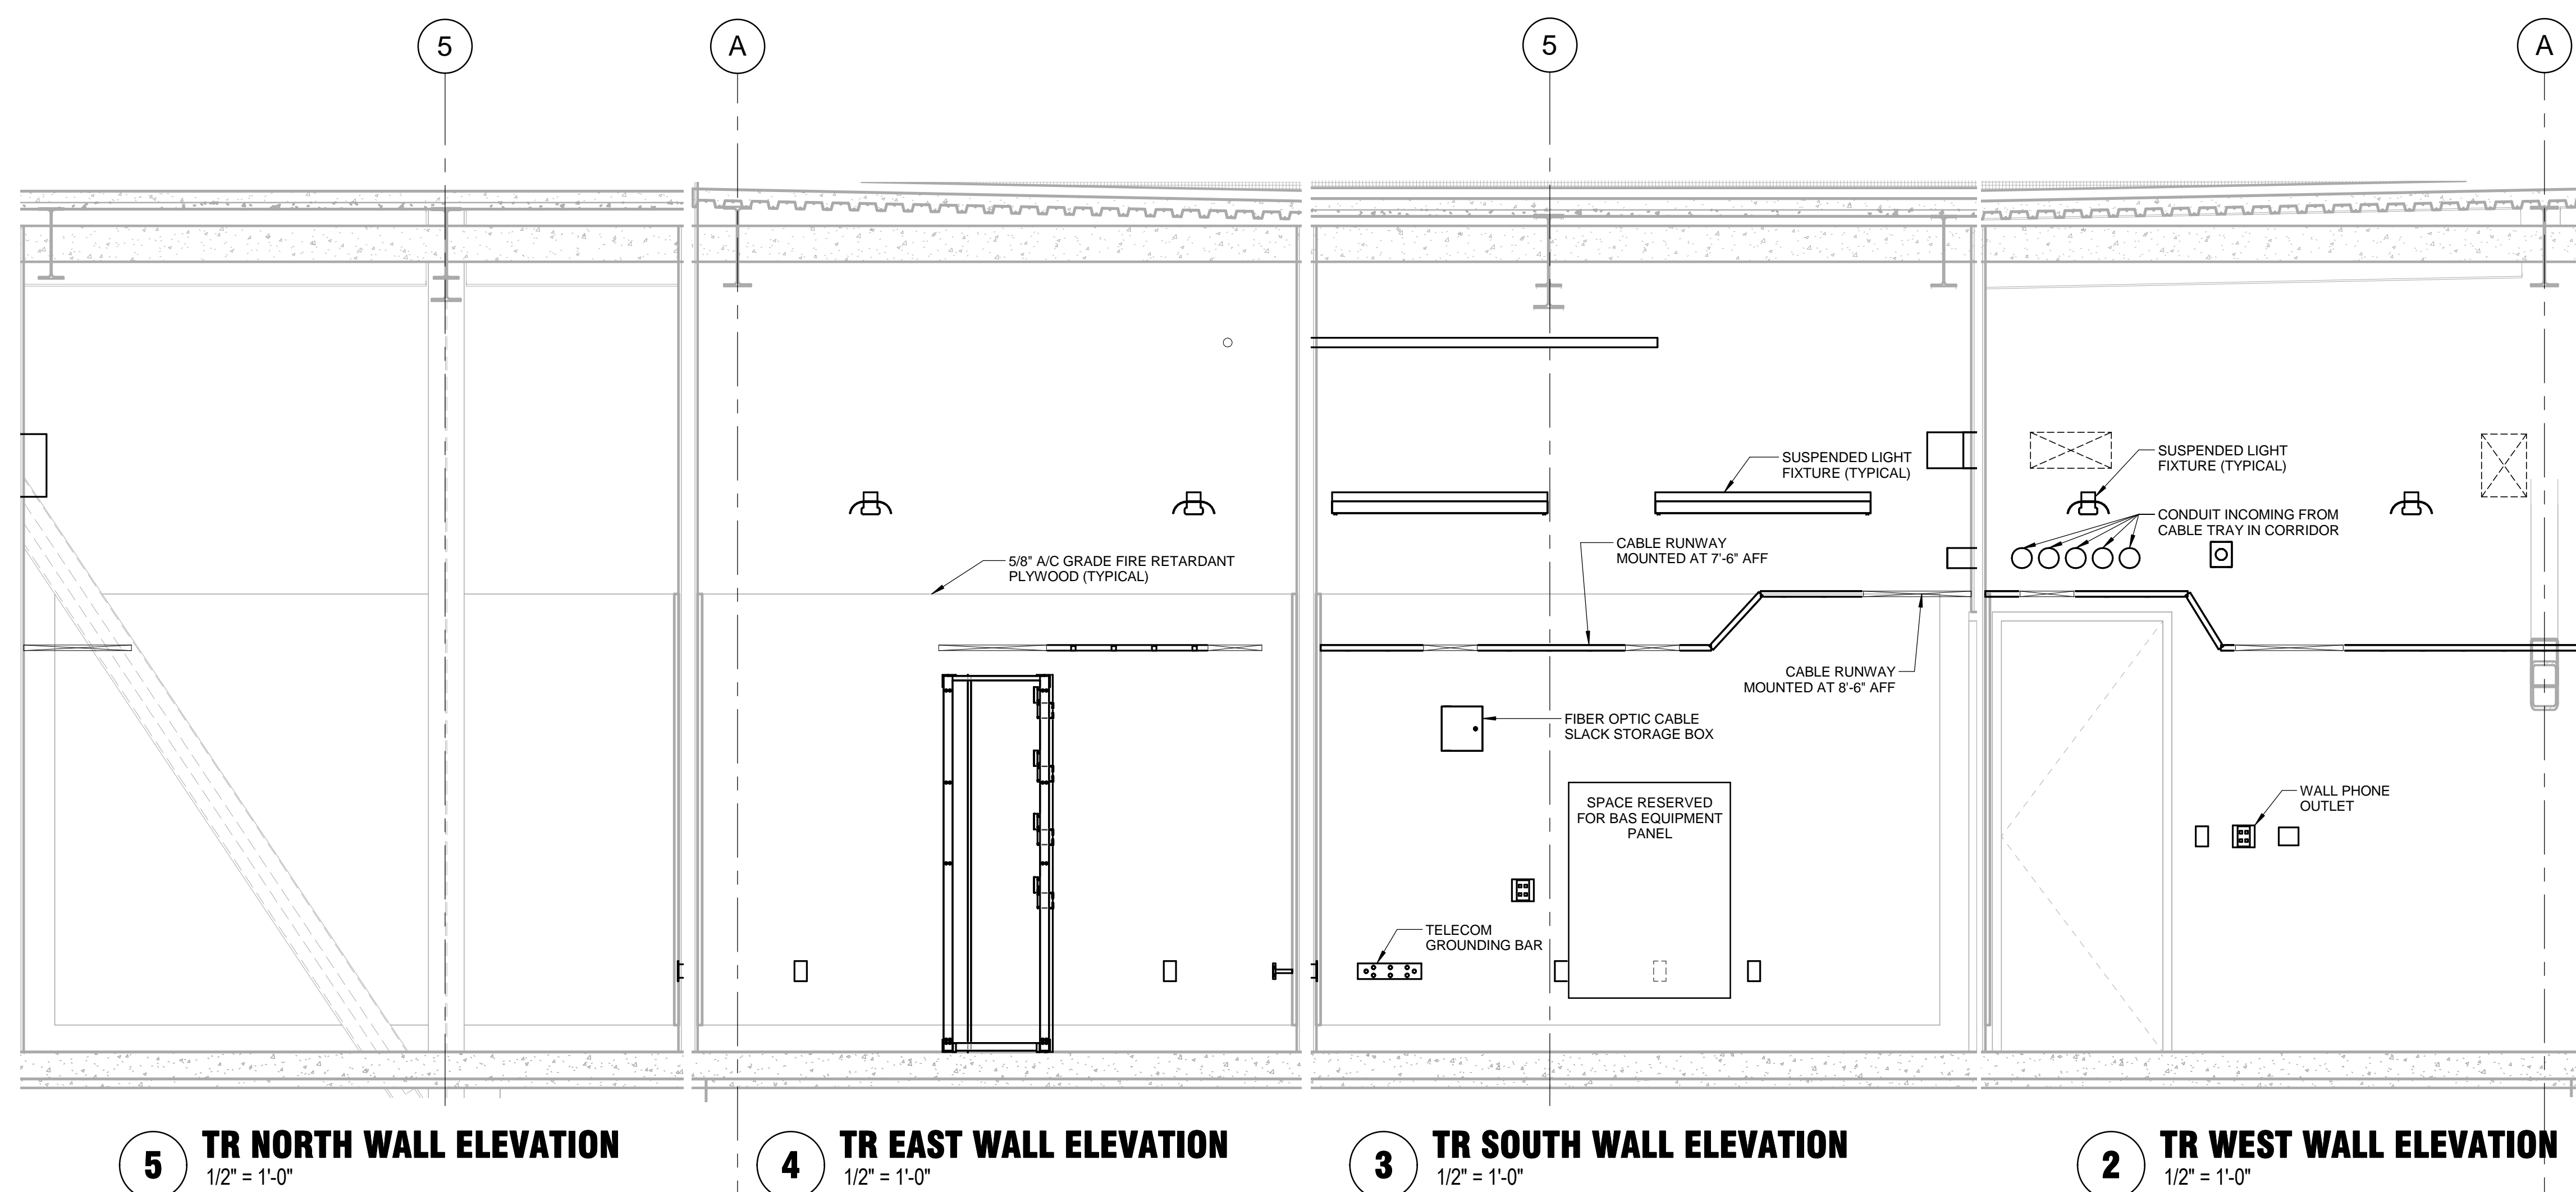 5
A
5
A
SUSPENDED LIGHT
FIXTURE (TYPICAL)
SUSPENDED LIGHT
FIXTURE (TYPICAL)
CONDUIT INCOMING FROM
CABLE TRAY IN CORRIDOR
5/8" A/C GRADE FIRE RETARDANT
PLYWOOD (TYPICAL)
CABLE RUNWAY
MOUNTED AT 7'-6" AFF
CABLE RUNWAY
MOUNTED AT 8'-6" AFF
FIBER OPTIC CABLE
SLACK STORAGE BOX
SPACE RESERVED
FOR BAS EQUIPMENT
PANEL
WALL PHONE
OUTLET
TELECOM
GROUNDING BAR
5
TR NORTH WALL ELEVATION
1/2" = 1'-0"
4
TR EAST WALL ELEVATION
1/2" = 1'-0"
3
TR SOUTH WALL ELEVATION
1/2" = 1'-0"
2
TR WEST WALL ELEVATION
1/2" = 1'-0"